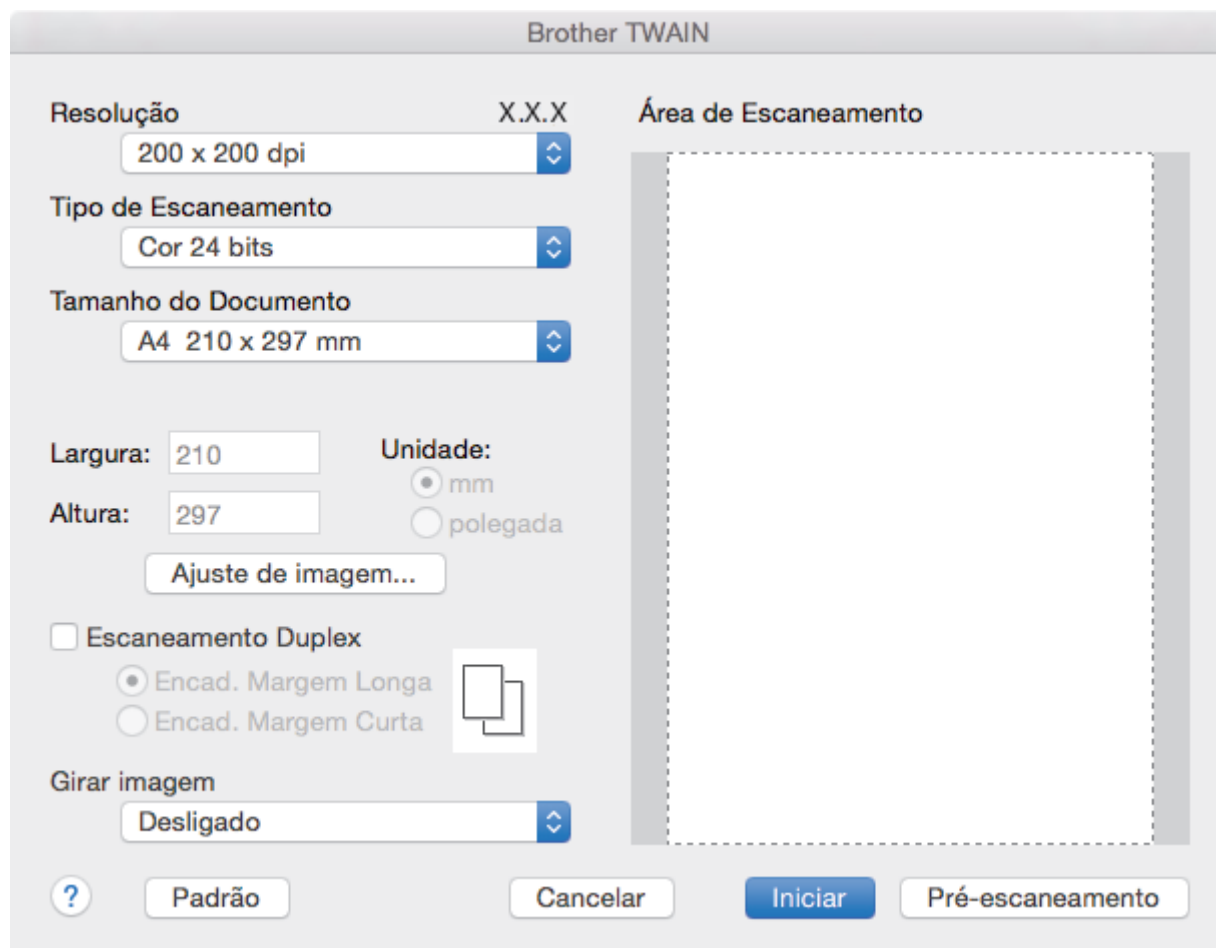 Brother TWAIN
Resolução X.X.X
200 x 200 dpi
Tipo de Escaneamento
Cor 24 bits
Tamanho do Documento
A4 210 x 297 mm
Largura: 210
Altura: 297
Unidade:
mm
polegada
Ajuste de imagem...
Escaneamento Duplex
Encad. Margem Longa
Encad. Margem Curta
Girar imagem
Desligado
Área de Escaneamento
? Padrão Cancelar Iniciar Pré-escaneamento